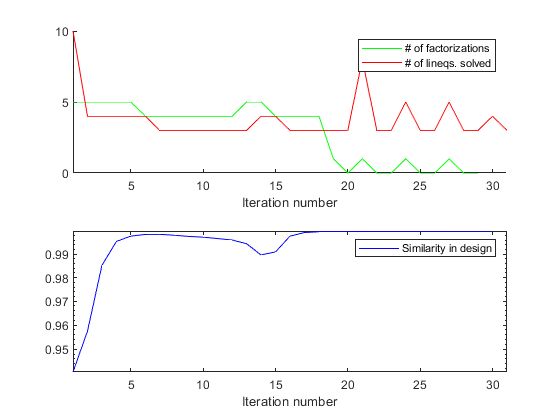 10
# of factorizations
# of lineqs. solved
5
0
5 10 15 20 25 30
Iteration number
Similarity in design
0.99
0.98
0.97
0.96
0.95
5 10 15 20 25 30
Iteration number